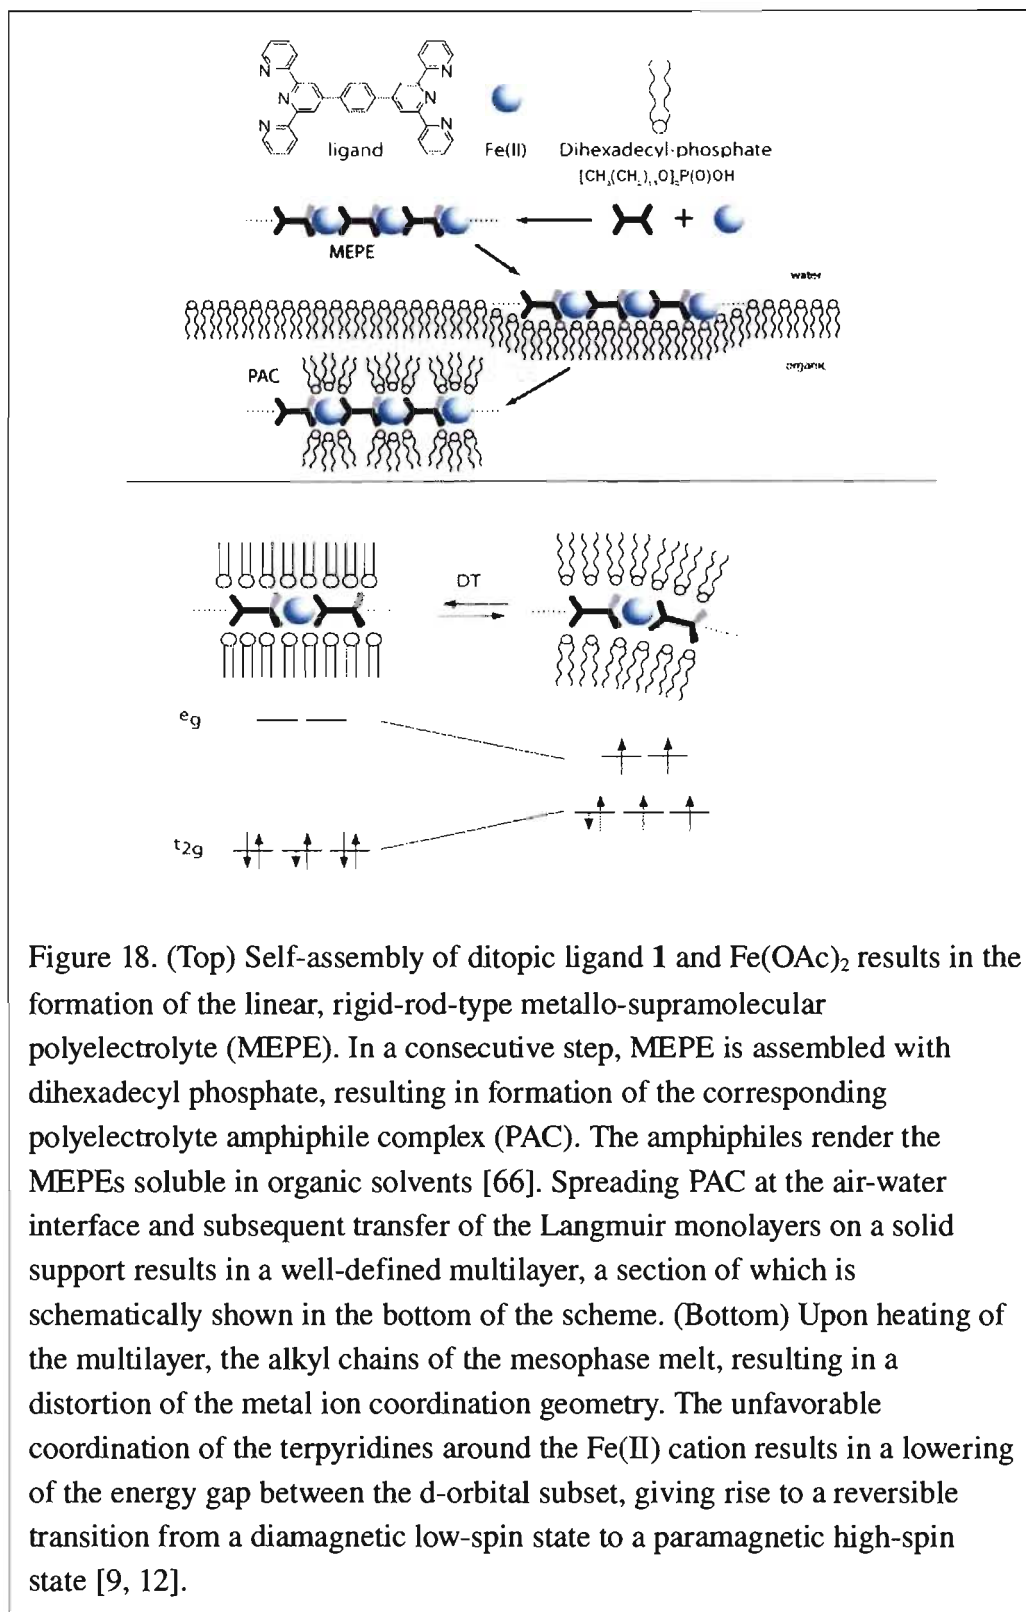 N
N
N
N
N
N
ligand
Fe(II)
Dihexadecyl-phosphate
MEPE
+
water
organic
PAC
DT
eg
t2g
Figure 18. (Top) Self-assembly of ditopic ligand 1 and Fe(OAc)₂ results in the
formation of the linear, rigid-rod-type metallo-supramolecular
polyelectrolyte (MEPE). In a consecutive step, MEPE is assembled with
dihexadecyl phosphate, resulting in formation of the corresponding
polyelectrolyte amphiphile complex (PAC). The amphiphiles render the
MEPEs soluble in organic solvents [66]. Spreading PAC at the air-water
interface and subsequent transfer of the Langmuir monolayers on a solid
support results in a well-defined multilayer, a section of which is
schematically shown in the bottom of the scheme. (Bottom) Upon heating of
the multilayer, the alkyl chains of the mesophase melt, resulting in a
distortion of the metal ion coordination geometry. The unfavorable
coordination of the terpyridines around the Fe(II) cation results in a lowering
of the energy gap between the d-orbital subset, giving rise to a reversible
transition from a diamagnetic low-spin state to a paramagnetic high-spin
state [9, 12].